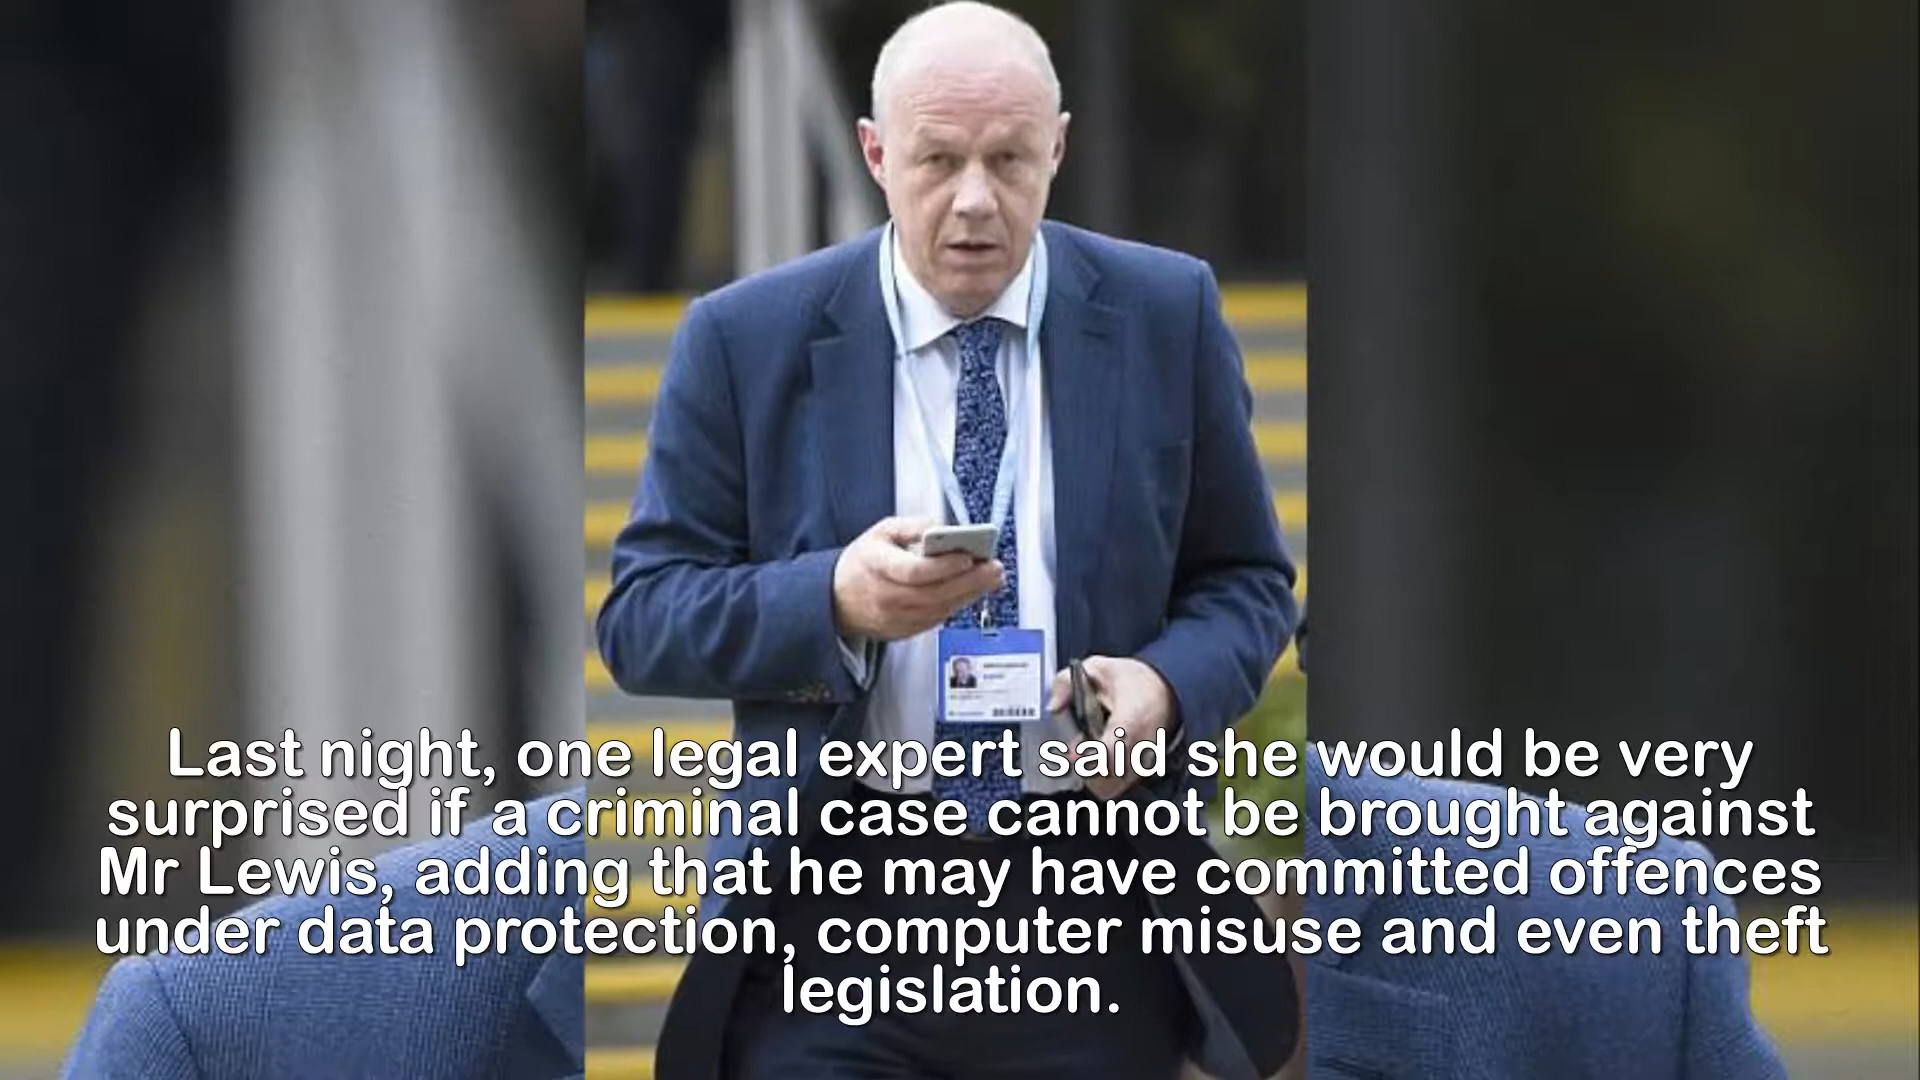 Last night, one legal expert said she would be very
surprised if a criminal case cannot be brought against
Mr Lewis, adding that he may have committed offences
under data protection, computer misuse and even theft
legislation.